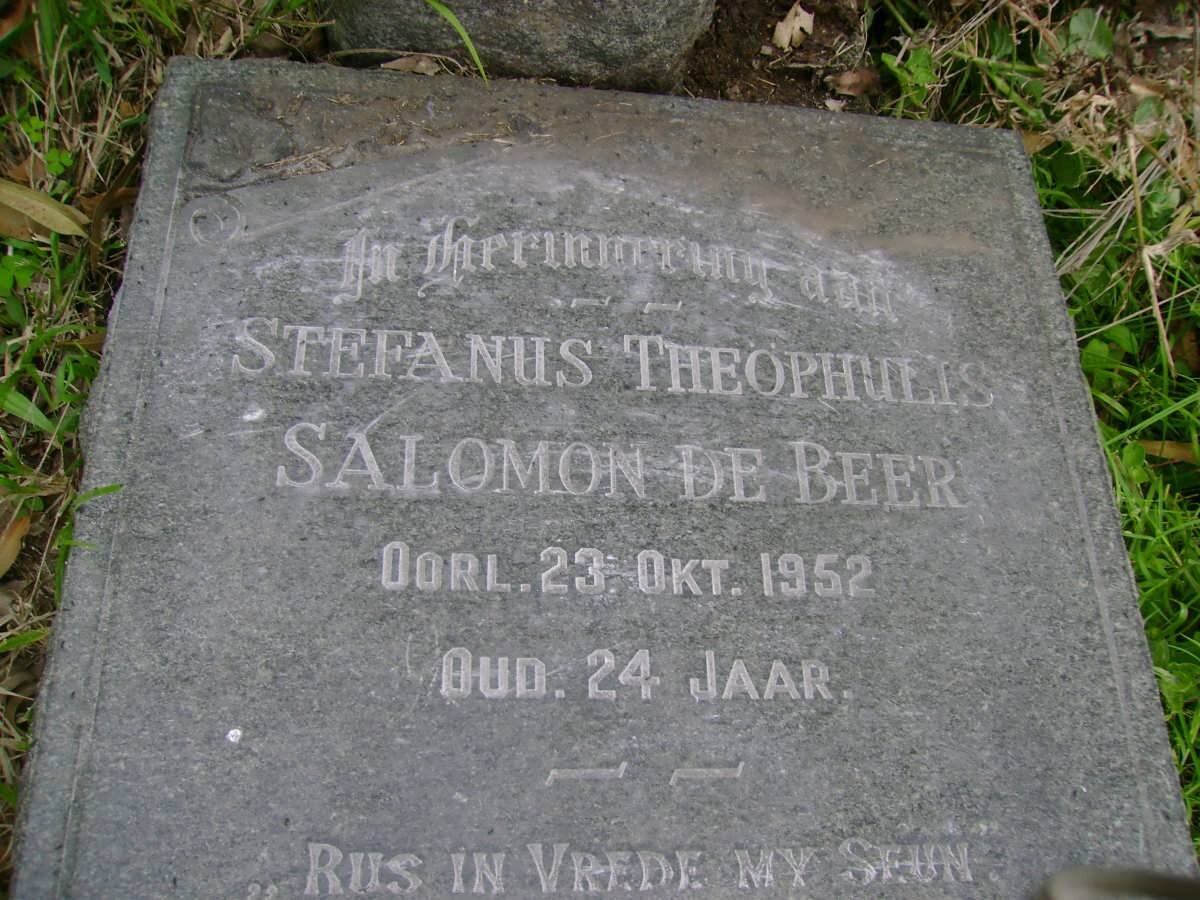 In Herinnering aan
STEFANUS THEOPHULIS
SALOMON DE BEER
OORL. 23 OKT. 1952
OUD. 24 JAAR.
„ RUS IN VREDE MY SEUN."